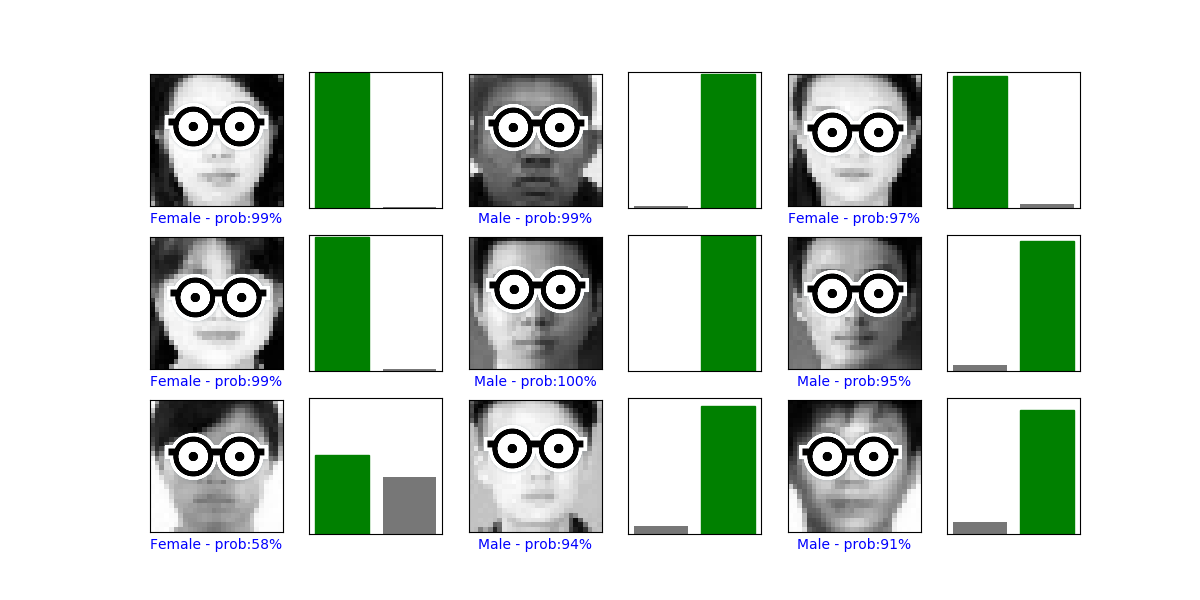 Female - prob:99%
Male - prob:99%
Female - prob:97%
Female - prob:99%
Male - prob:100%
Male - prob:95%
Female - prob:58%
Male - prob:94%
Male - prob:91%